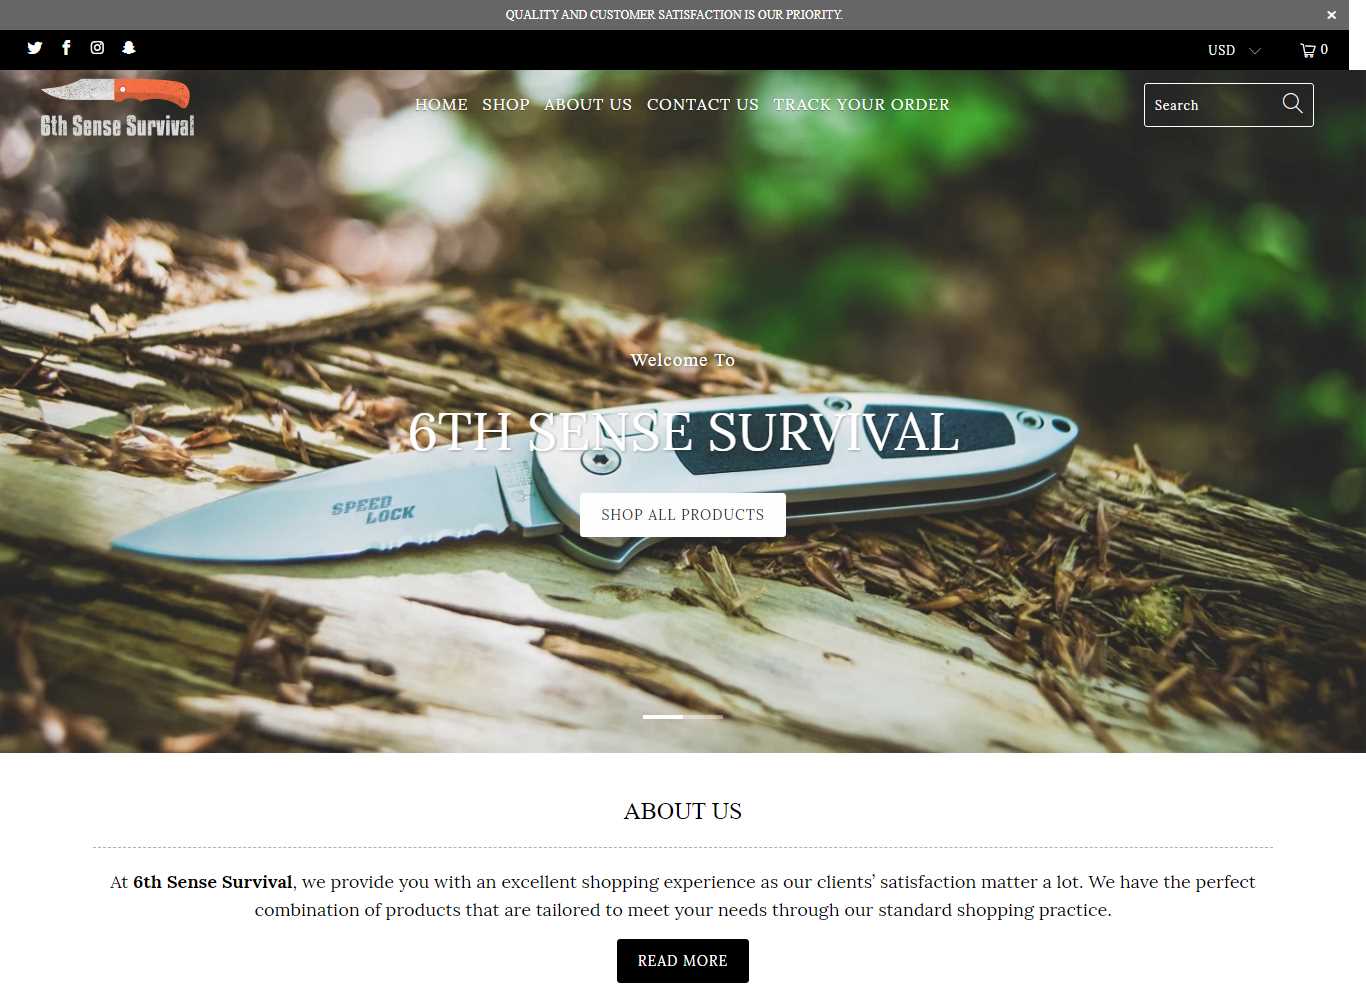 QUALITY AND CUSTOMER SATISFACTION IS OUR PRIORITY.
USD
0
6th Sense Survival
HOME SHOP ABOUT US CONTACT US TRACK YOUR ORDER
Search
Welcome To
6TH SENSE SURVIVAL
SPEED
LOCK
SHOP ALL PRODUCTS
ABOUT US
At 6th Sense Survival, we provide you with an excellent shopping experience as our clients’ satisfaction matter a lot. We have the perfect
combination of products that are tailored to meet your needs through our standard shopping practice.
READ MORE